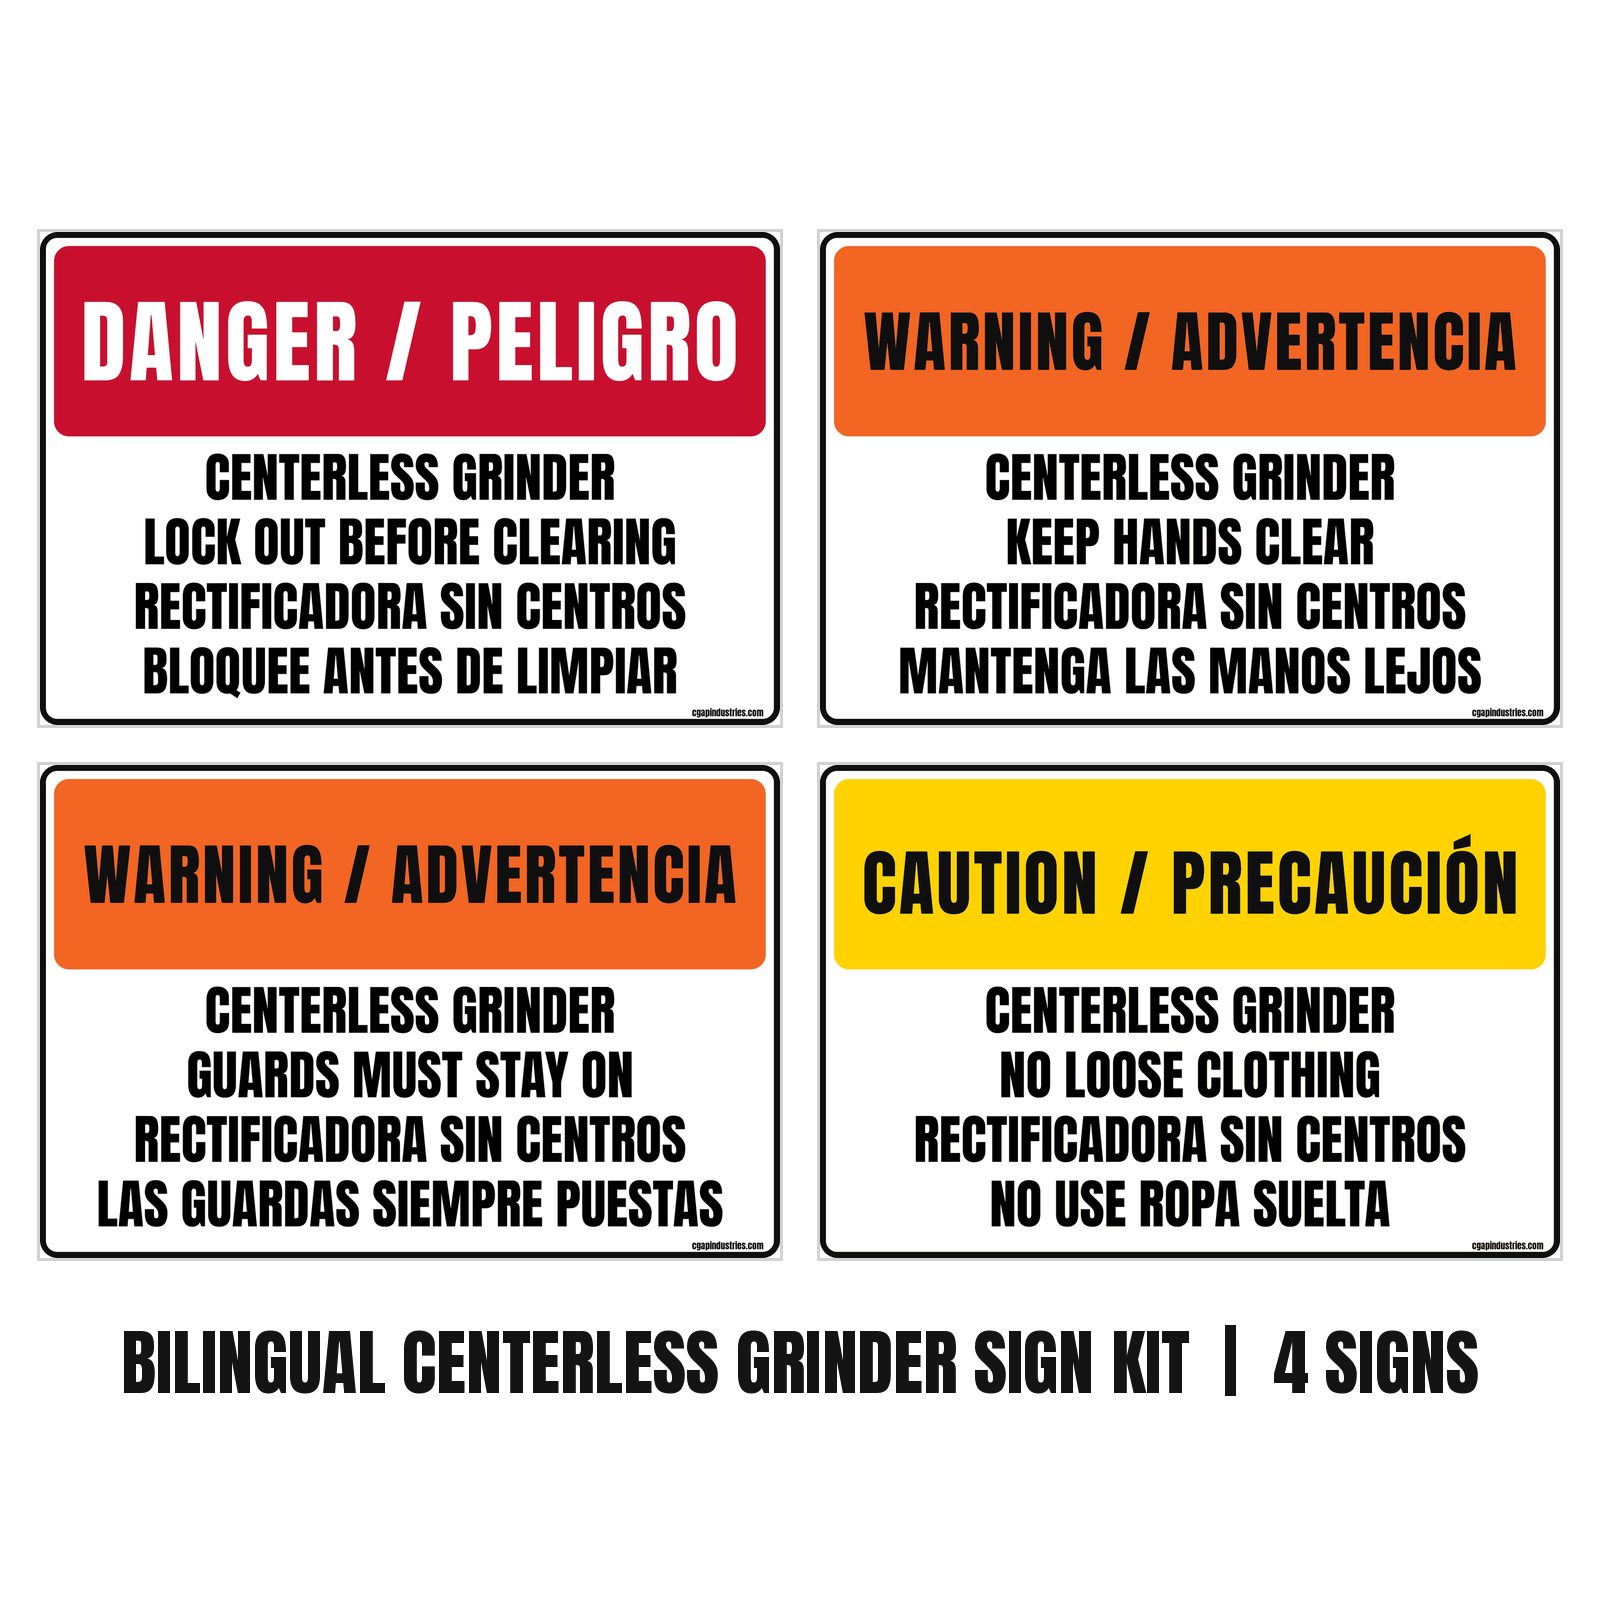 DANGER / PELIGRO
CENTERLESS GRINDER
LOCK OUT BEFORE CLEARING
RECTIFICADORA SIN CENTROS
BLOQUEE ANTES DE LIMPIAR
cgapindustries.com
WARNING / ADVERTENCIA
CENTERLESS GRINDER
KEEP HANDS CLEAR
RECTIFICADORA SIN CENTROS
MANTENGA LAS MANOS LEJOS
cgapindustries.com
WARNING / ADVERTENCIA
CENTERLESS GRINDER
GUARDS MUST STAY ON
RECTIFICADORA SIN CENTROS
LAS GUARDAS SIEMPRE PUESTAS
cgapindustries.com
CAUTION / PRECAUCIÓN
CENTERLESS GRINDER
NO LOOSE CLOTHING
RECTIFICADORA SIN CENTROS
NO USE ROPA SUELTA
cgapindustries.com
BILINGUAL CENTERLESS GRINDER SIGN KIT | 4 SIGNS